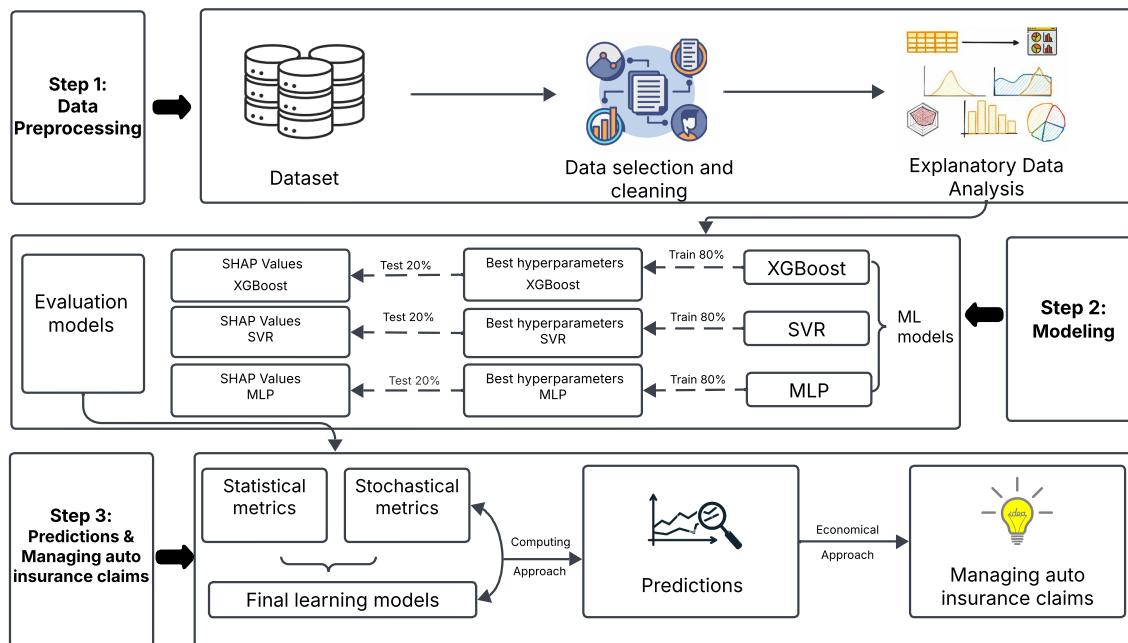 Step 1:
Data
Preprocessing
Dataset
Data selection and
cleaning
Explanatory Data
Analysis
Evaluation
models
SHAP Values
XGBoost
Test 20%
Best hyperparameters
XGBoost
Train 80%
XGBoost
SHAP Values
SVR
Test 20%
Best hyperparameters
SVR
Train 80%
SVR
SHAP Values
MLP
Test 20%
Best hyperparameters
MLP
Train 80%
MLP
ML
models
Step 2:
Modeling
Step 3:
Predictions &
Managing auto
insurance claims
Statistical
metrics
Stochastical
metrics
Final learning models
Computing
Approach
Predictions
Economical
Approach
idea
Managing auto
insurance claims